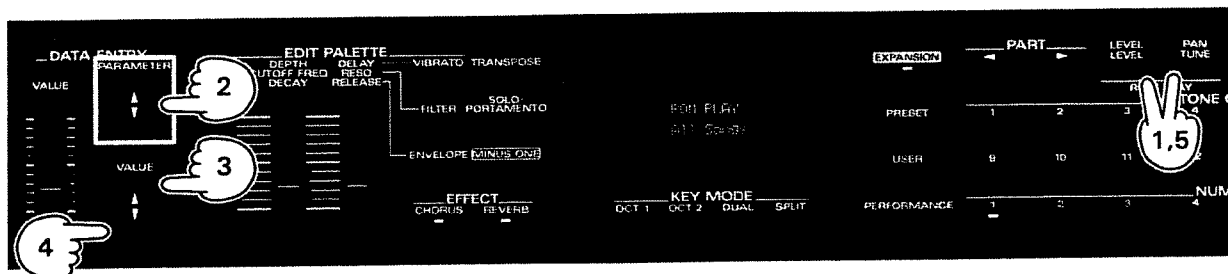 DATA ENTRY
VALUE
PARAMETER
2
VALUE
3
4
EDIT PALETTE
DEPTH DELAY VIBRATO TRANSPOSE
CUTOFF FREQ RESO
DECAY RELEASE
FILTER SOLO· PORTAMENTO
ENVELOPE MINUS ONE
EFFECT
CHORUS REVERB
ROM PLAY
All Songs
KEY MODE
OCT 1 OCT 2 DUAL SPLIT
EXPANSION
PART
LEVEL LEVEL
PAN TUNE
TONE
PRESET 1 2 3 4
1,5
USER 9 10 11 12
NUM
PERFORMANCE 1 2 3 4